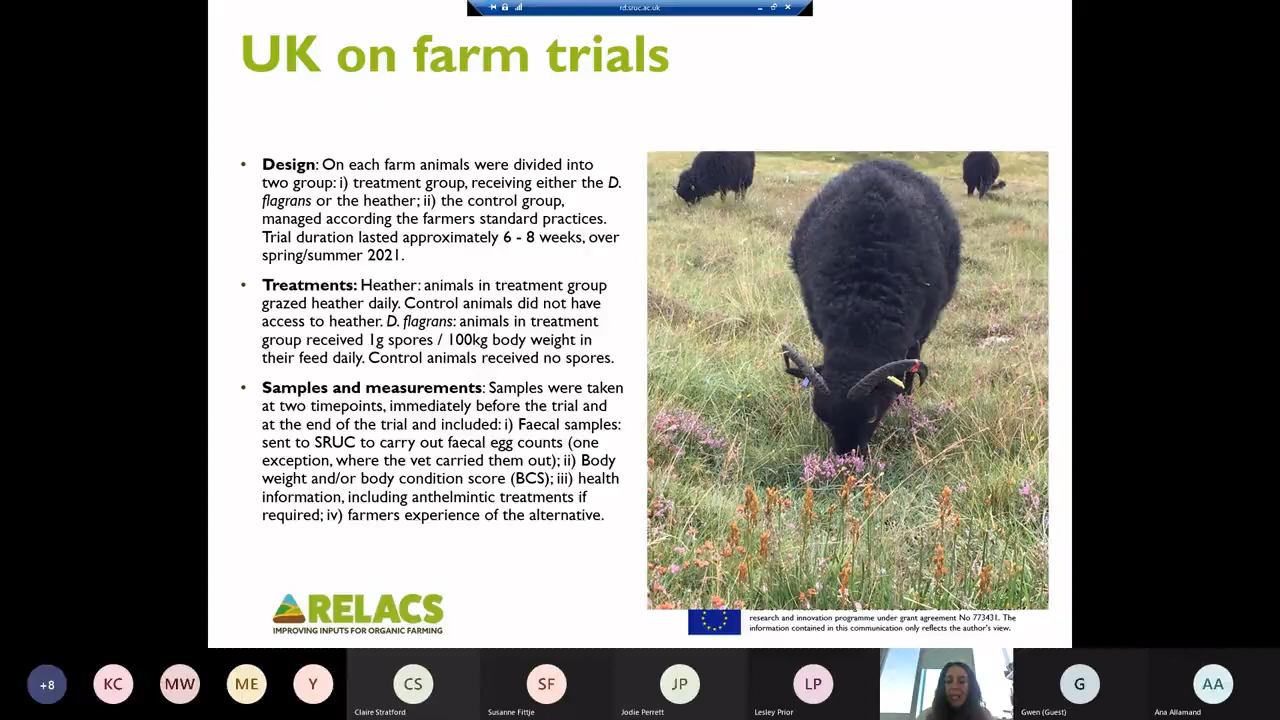 rd.sruc.ac.uk
UK on farm trials
• Design: On each farm animals were divided into
two group: i) treatment group, receiving either the D.
flagrans or the heather; ii) the control group,
managed according the farmers standard practices.
Trial duration lasted approximately 6 - 8 weeks, over
spring/summer 2021.
• Treatments: Heather: animals in treatment group
grazed heather daily. Control animals did not have
access to heather. D. flagrans: animals in treatment
group received 1g spores / 100kg body weight in
their feed daily. Control animals received no spores.
• Samples and measurements: Samples were taken
at two timepoints, immediately before the trial and
at the end of the trial and included: i) Faecal samples:
sent to SRUC to carry out faecal egg counts (one
exception, where the vet carried them out); ii) Body
weight and/or body condition score (BCS); iii) health
information, including anthelmintic treatments if
required; iv) farmers experience of the alternative.
RELACS
IMPROVING INPUTS FOR ORGANIC FARMING
research and innovation programme under grant agreement No 773431. The
information contained in this communication only reflects the author's view.
+8
KC
MW
ME
Y
CS
Claire Stratford
SF
Susanne Fittje
JP
Jodie Perrett
LP
Lesley Prior
G
Gwen (Guest)
AA
Ana Allamand